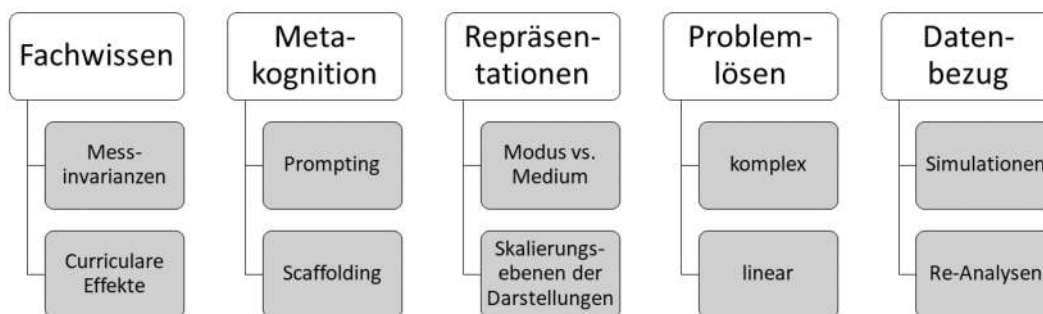 Fachwissen
Mess-
invarianzen
Curriculare
Effekte
Meta-
kognition
Prompting
Scaffolding
Repräsen-
tationen
Modus vs.
Medium
Skalierungs-
ebenen der
Darstellungen
Problem-
lösen
komplex
linear
Daten-
bezug
Simulationen
Re-Analysen